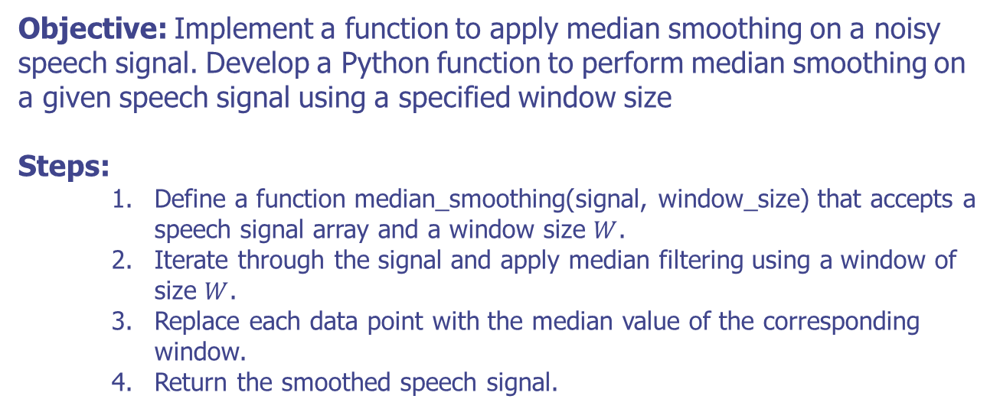 Objective: Implement a function to apply median smoothing on a noisy
speech signal. Develop a Python function to perform median smoothing on
a given speech signal using a specified window size
Steps:
1. Define a function median_smoothing(signal, window_size) that accepts a
speech signal array and a window size W.
2. Iterate through the signal and apply median filtering using a window of
size W.
3. Replace each data point with the median value of the corresponding
window.
4. Return the smoothed speech signal.